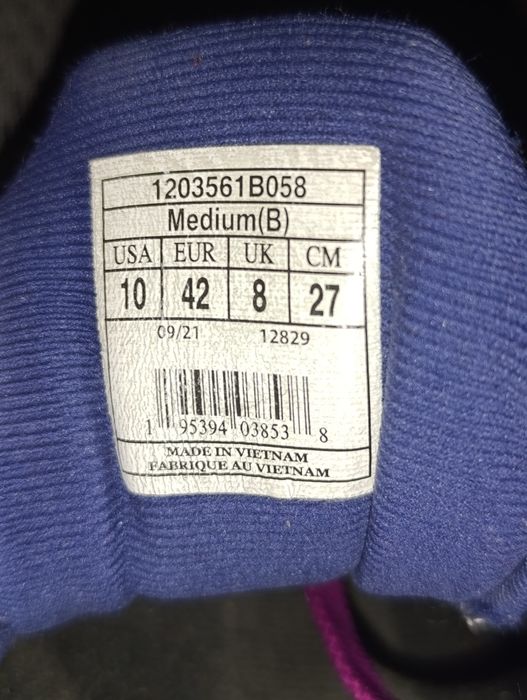 1203561B058
Medium(B)
USA EUR UK CM
10 42 8 27
09/21 12829
1 95394 03853 8
MADE IN VIETNAM
FABRIQUE AU VIETNAM